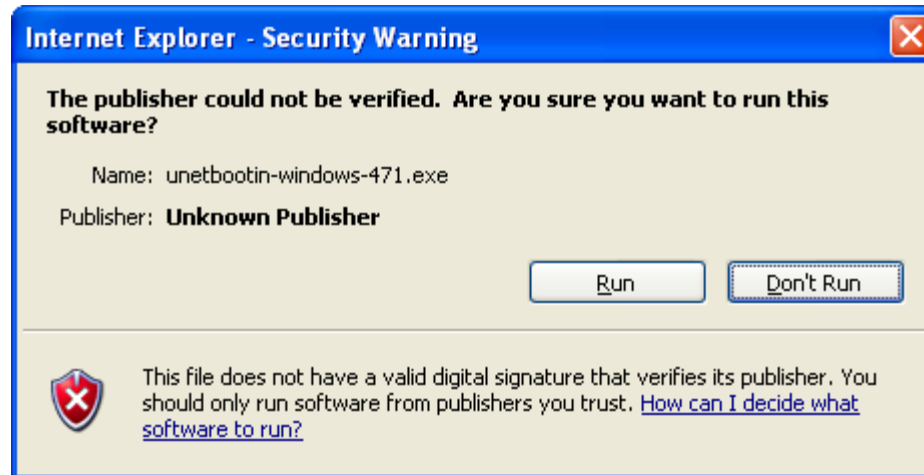 Internet Explorer - Security Warning
The publisher could not be verified.  Are you sure you want to run this
software?
Name: unetbootin-windows-471.exe
Publisher: Unknown Publisher
Run
Don't Run
This file does not have a valid digital signature that verifies its publisher. You
should only run software from publishers you trust. How can I decide what
software to run?